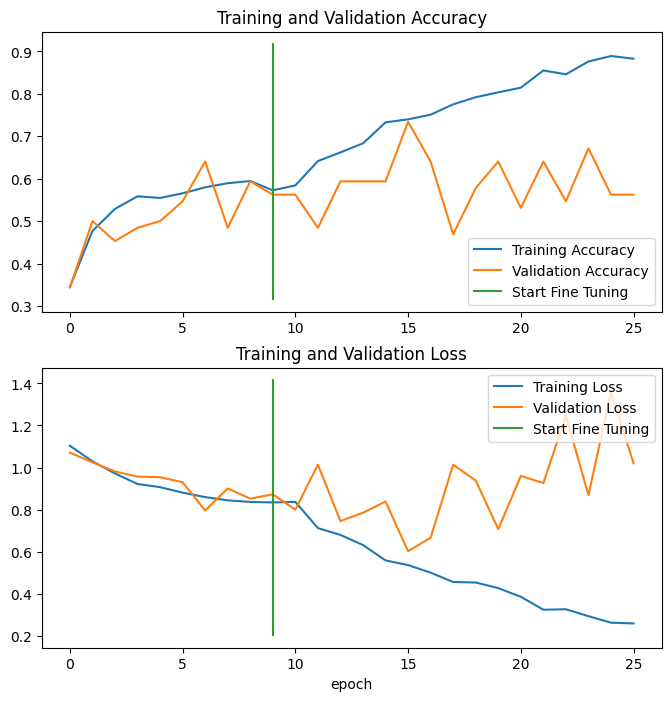 Training and Validation Accuracy
0.9
0.8
0.7
0.6
0.5
0.4
0.3
Training Accuracy
Validation Accuracy
Start Fine Tuning
0 5 10 15 20 25
Training and Validation Loss
1.4
1.2
1.0
0.8
0.6
0.4
0.2
Training Loss
Validation Loss
Start Fine Tuning
0 5 10 15 20 25
epoch